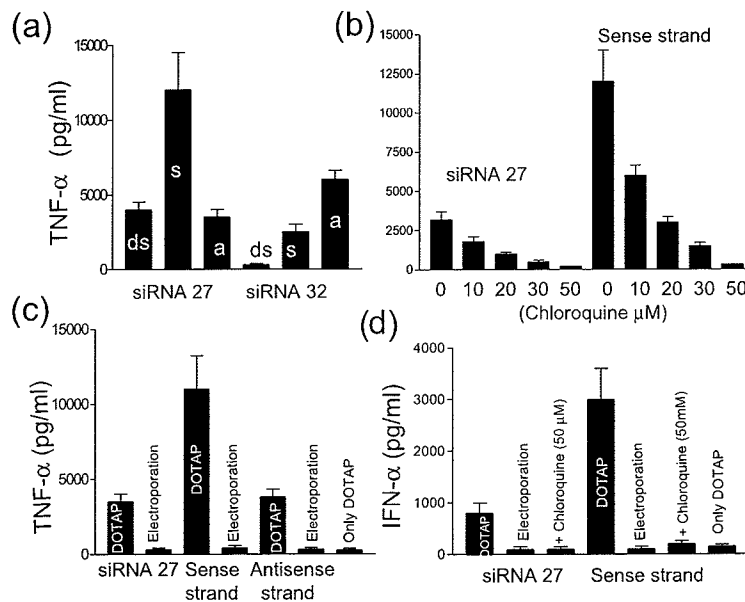 (a)
TNF-α (pg/ml)
15000
10000
5000
0
ds
s
a
ds
s
a
siRNA 27
siRNA 32
(b)
Sense strand
siRNA 27
15000
12500
10000
7500
5000
2500
0
0 10 20 30 50 0 10 20 30 50
(Chloroquine μM)
(c)
TNF-α (pg/ml)
15000
10000
5000
0
DOTAP
Electroporation
DOTAP
Electroporation
DOTAP
Electroporation
Only DOTAP
siRNA 27
Sense
strand
Antisense
strand
(d)
IFN-α (pg/ml)
4000
3000
2000
1000
0
DOTAP
Electroporation
+ Chloroquine (50 μM)
DOTAP
Electroporation
+ Chloroquine (50mM)
Only DOTAP
siRNA 27
Sense strand